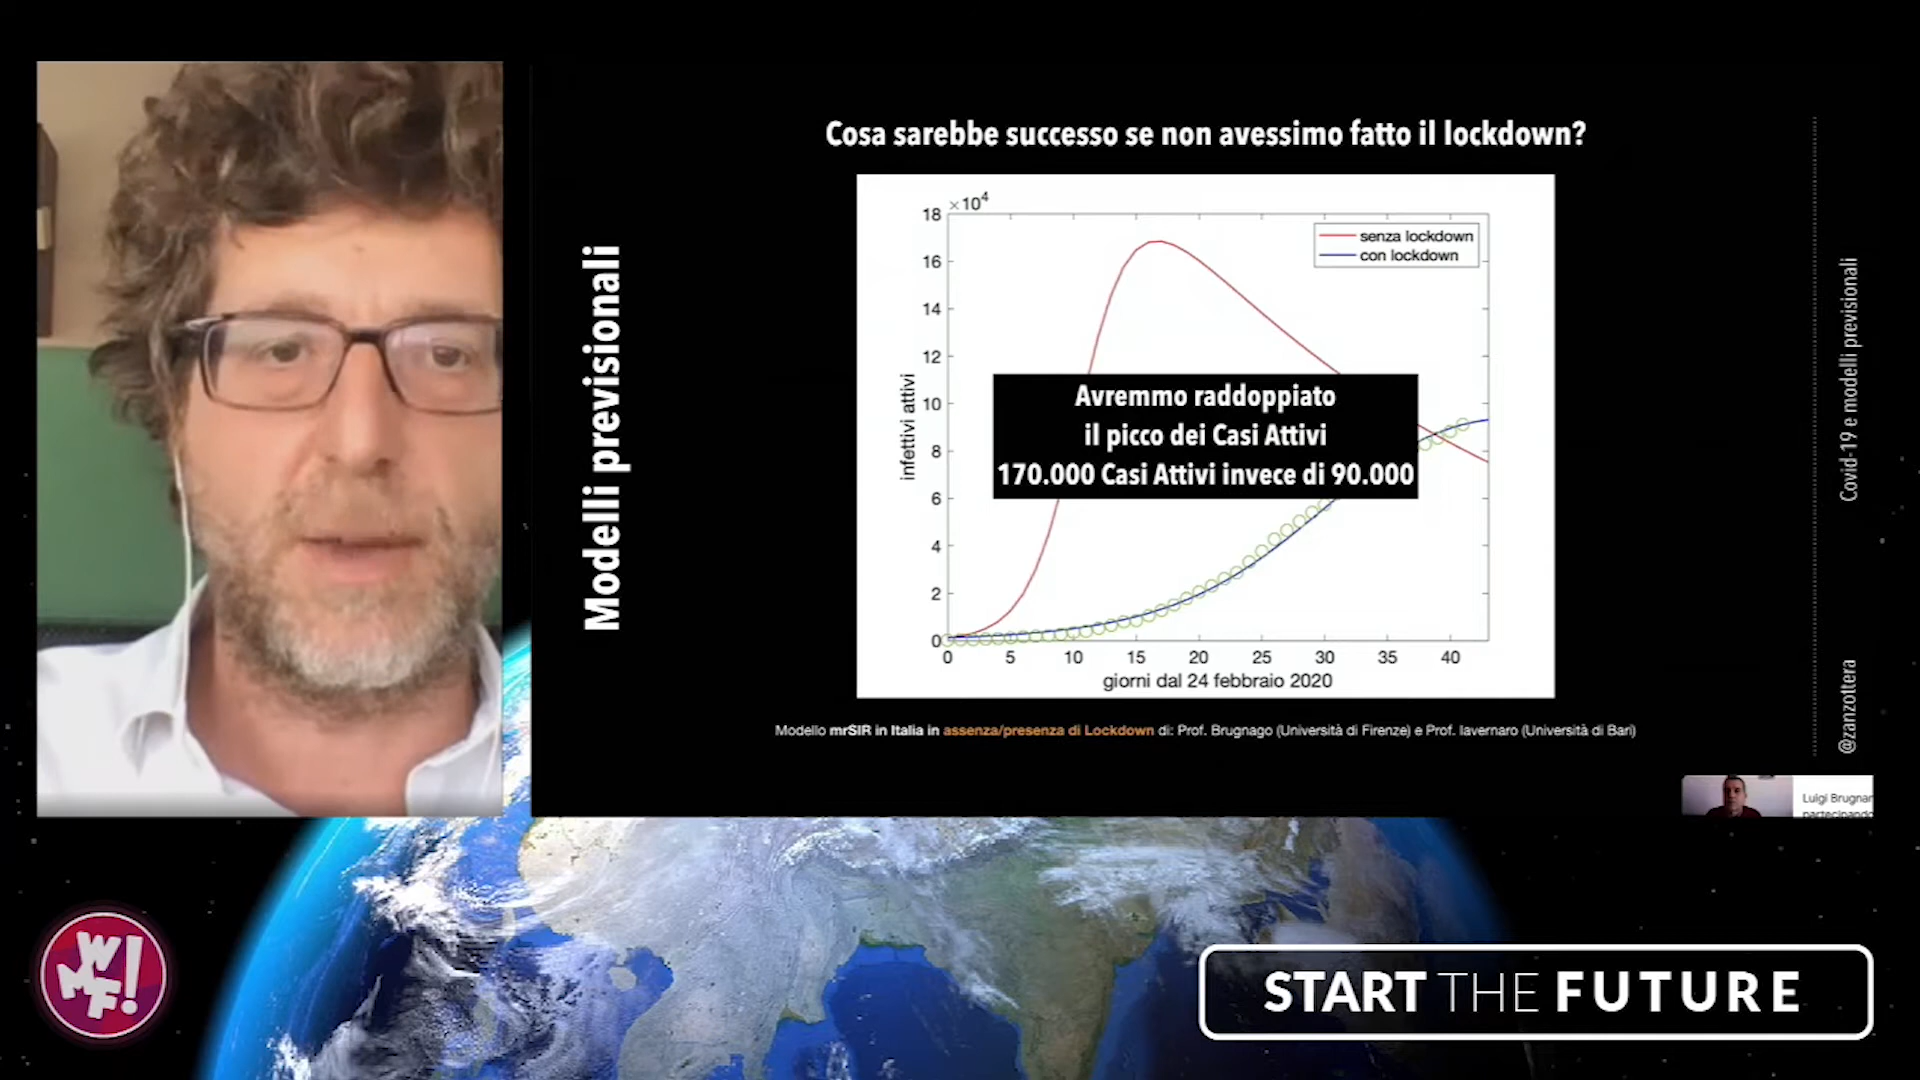 Modelli previsionali
Cosa sarebbe successo se non avessimo fatto il lockdown?
×10⁴
18
16
14
12
10
8
6
4
2
0
infettivi attivi
senza lockdown
con lockdown
Avremmo raddoppiato
il picco dei Casi Attivi
170.000 Casi Attivi invece di 90.000
0 5 10 15 20 25 30 35 40
giorni dal 24 febbraio 2020
Modello mrSIR in Italia in assenza/presenza di Lockdown di: Prof. Brugnago (Università di Firenze) e Prof. Iavernaro (Università di Bari)
Covid-19 e modelli previsionali
@zanzottera
Luigi Brugnan
partecipando
WMF!
START THE FUTURE